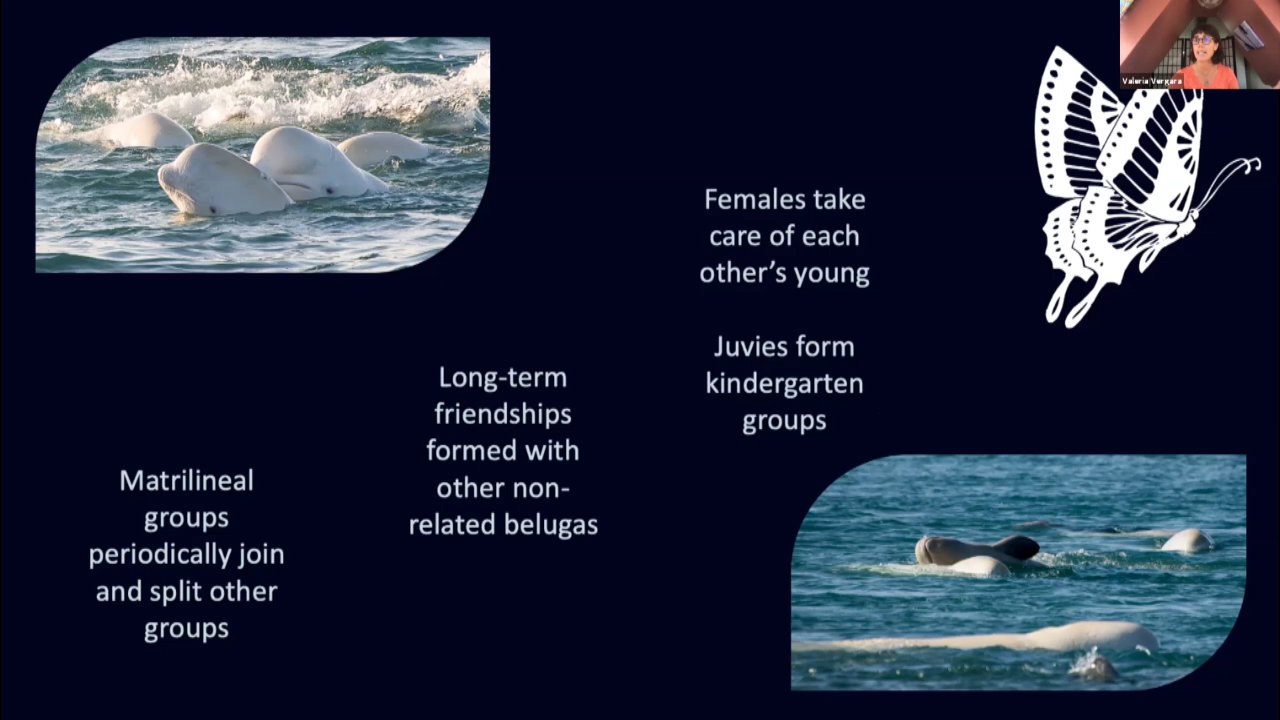 Valeria Vergara
Females take
care of each
other’s young
Juvies form
kindergarten
groups
Long-term
friendships
formed with
other non-
related belugas
Matrilineal
groups
periodically join
and split other
groups